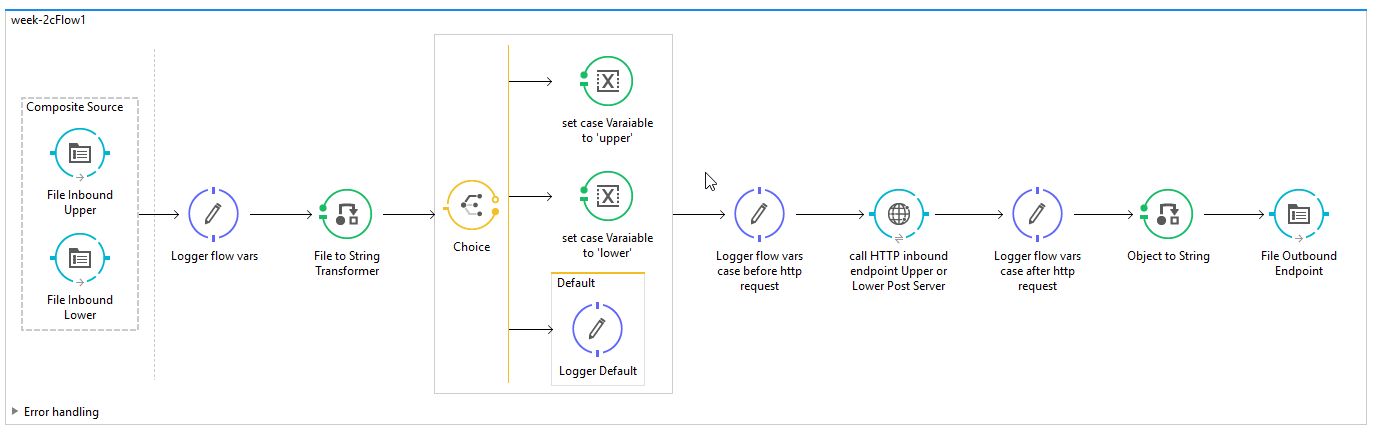 week-2cFlow1
Composite Source
File Inbound
Upper
File Inbound
Lower
Logger flow vars
File to String
Transformer
Choice
set case Varaiable
to 'upper'
set case Varaiable
to 'lower'
Default
Logger Default
Logger flow vars
case before http
request
call HTTP inbound
endpoint Upper or
Lower Post Server
Logger flow vars
case after http
request
Object to String
File Outbound
Endpoint
Error handling